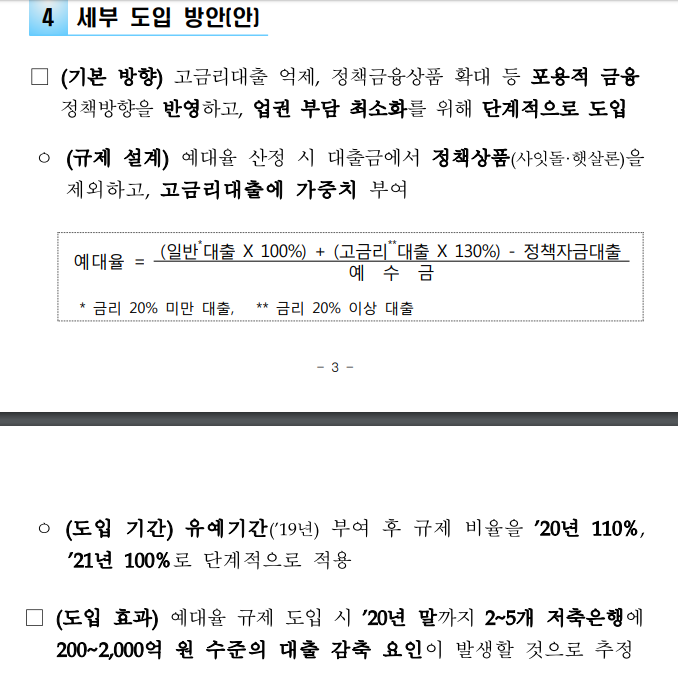 4 세부 도입 방안(안)
□ (기본 방향) 고금리대출 억제, 정책금융상품 확대 등 포용적 금융
정책방향을 반영하고, 업권 부담 최소화를 위해 단계적으로 도입
ㅇ (규제 설계) 예대율 산정 시 대출금에서 정책상품(사잇돌·햇살론)을
제외하고, 고금리대출에 가중치 부여
예대율 = (일반*대출 X 100%) + (고금리**대출 X 130%) - 정책자금대출
예 수 금
* 금리 20% 미만 대출, ** 금리 20% 이상 대출
- 3 -
ㅇ (도입 기간) 유예기간(’19년) 부여 후 규제 비율을 ’20년 110%,
’21년 100%로 단계적으로 적용
□ (도입 효과) 예대율 규제 도입 시 ’20년 말까지 2~5개 저축은행에
200~2,000억 원 수준의 대출 감축 요인이 발생할 것으로 추정